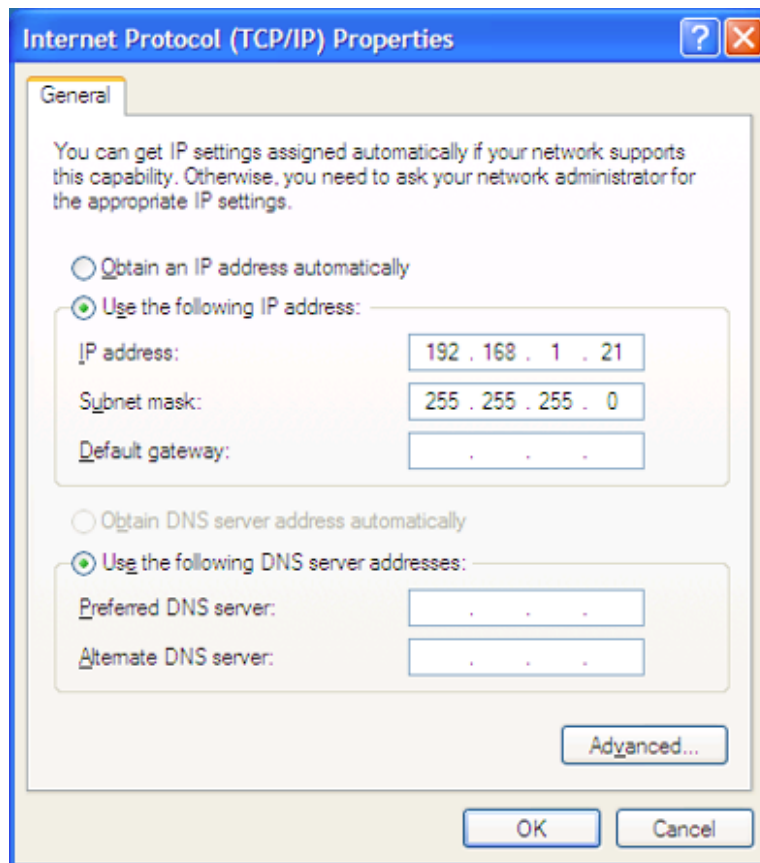 Internet Protocol (TCP/IP) Properties
General
You can get IP settings assigned automatically if your network supports
this capability. Otherwise, you need to ask your network administrator for
the appropriate IP settings.
Obtain an IP address automatically
Use the following IP address:
IP address: 192 . 168 . 1 . 21
Subnet mask: 255 . 255 . 255 . 0
Default gateway: . . .
Obtain DNS server address automatically
Use the following DNS server addresses:
Preferred DNS server: . . .
Alternate DNS server: . . .
Advanced...
OK Cancel